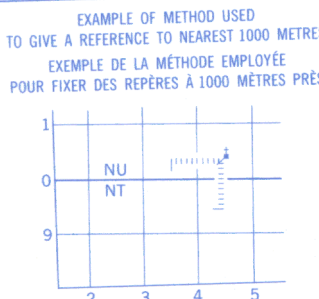 EXAMPLE OF METHOD USED
TO GIVE A REFERENCE TO NEAREST 1000 METRES
EXEMPLE DE LA MÉTHODE EMPLOYÉE
POUR FIXER DES REPÈRES À 1000 MÈTRES PRÈS
1
NU
0
NT
9
2 3 4 5